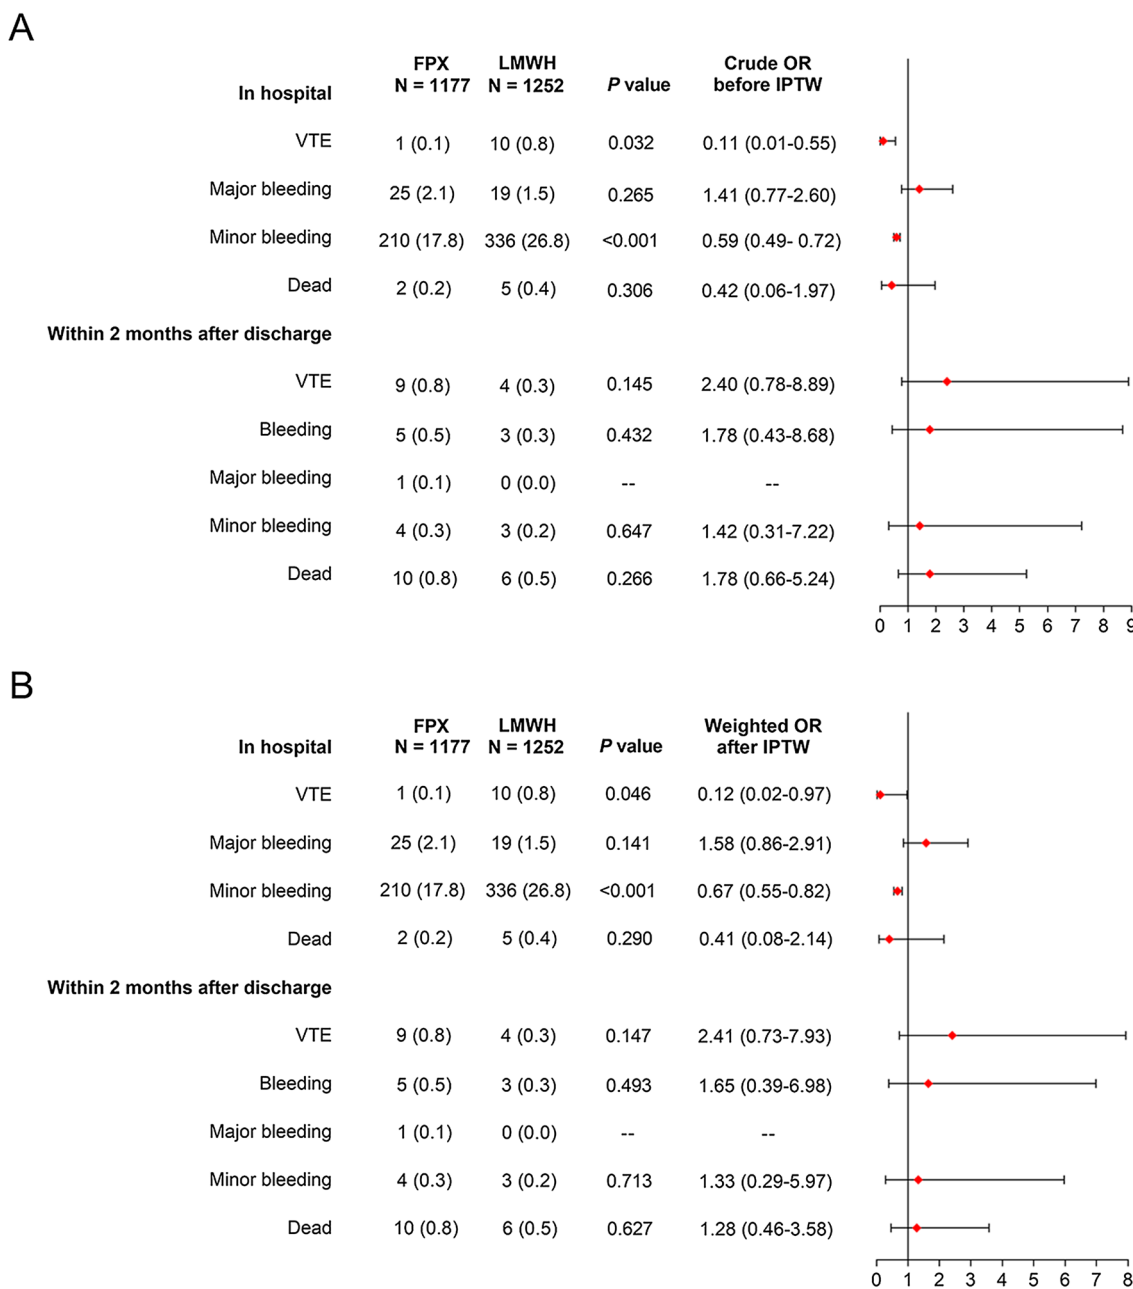 A
FPX LMWH Crude OR
N = 1177 N = 1252 P value before IPTW
In hospital
VTE 1 (0.1) 10 (0.8) 0.032 0.11 (0.01-0.55)
Major bleeding 25 (2.1) 19 (1.5) 0.265 1.41 (0.77-2.60)
Minor bleeding 210 (17.8) 336 (26.8) <0.001 0.59 (0.49- 0.72)
Dead 2 (0.2) 5 (0.4) 0.306 0.42 (0.06-1.97)
Within 2 months after discharge
VTE 9 (0.8) 4 (0.3) 0.145 2.40 (0.78-8.89)
Bleeding 5 (0.5) 3 (0.3) 0.432 1.78 (0.43-8.68)
Major bleeding 1 (0.1) 0 (0.0) -- --
Minor bleeding 4 (0.3) 3 (0.2) 0.647 1.42 (0.31-7.22)
Dead 10 (0.8) 6 (0.5) 0.266 1.78 (0.66-5.24)
0 1 2 3 4 5 6 7 8 9
B
FPX LMWH Weighted OR
N = 1177 N = 1252 P value after IPTW
In hospital
VTE 1 (0.1) 10 (0.8) 0.046 0.12 (0.02-0.97)
Major bleeding 25 (2.1) 19 (1.5) 0.141 1.58 (0.86-2.91)
Minor bleeding 210 (17.8) 336 (26.8) <0.001 0.67 (0.55-0.82)
Dead 2 (0.2) 5 (0.4) 0.290 0.41 (0.08-2.14)
Within 2 months after discharge
VTE 9 (0.8) 4 (0.3) 0.147 2.41 (0.73-7.93)
Bleeding 5 (0.5) 3 (0.3) 0.493 1.65 (0.39-6.98)
Major bleeding 1 (0.1) 0 (0.0) -- --
Minor bleeding 4 (0.3) 3 (0.2) 0.713 1.33 (0.29-5.97)
Dead 10 (0.8) 6 (0.5) 0.627 1.28 (0.46-3.58)
0 1 2 3 4 5 6 7 8